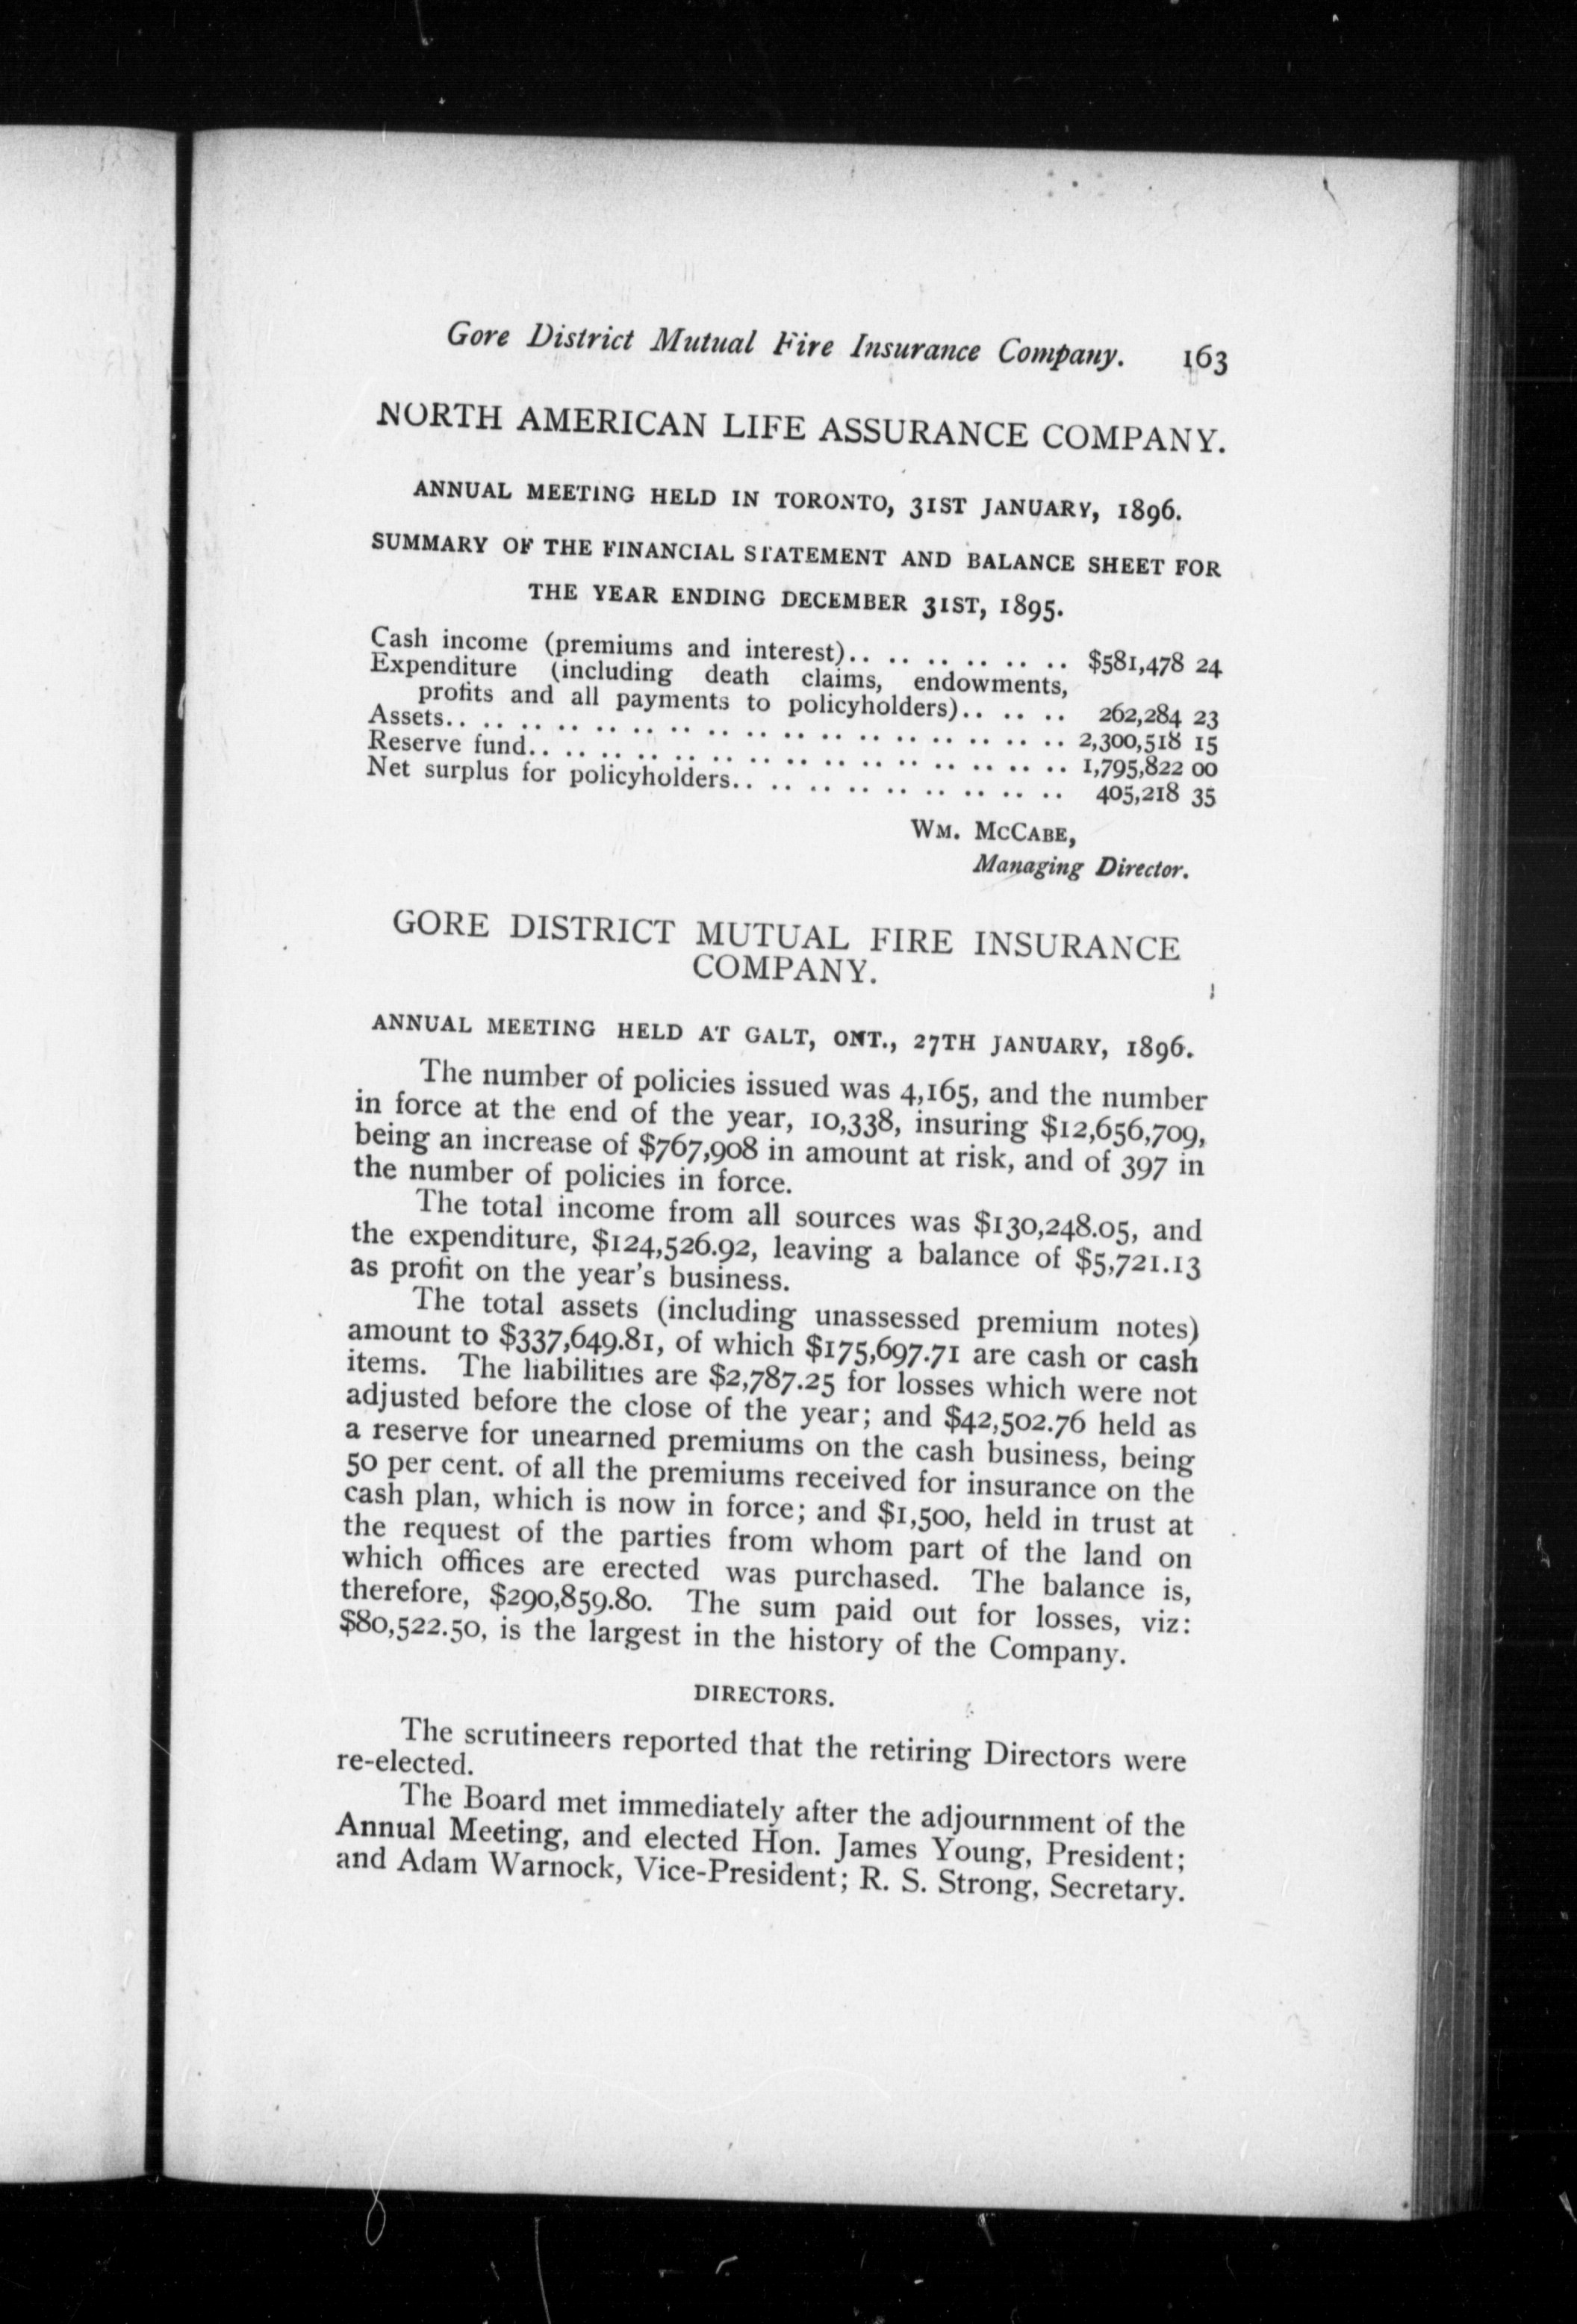 Gore District Mutual Fire Insurance Company. 163
NORTH AMERICAN LIFE ASSURANCE COMPANY.
ANNUAL MEETING HELD IN TORONTO, 31ST JANUARY, 1896.
SUMMARY OF THE FINANCIAL STATEMENT AND BALANCE SHEET FOR
THE YEAR ENDING DECEMBER 31ST, 1895.
Cash income (premiums and interest).. .. .. .. .. .. .. $581,478 24
Expenditure (including death claims, endowments,
profits and all payments to policyholders).. .. .. 262,284 23
Assets.. .. .. .. .. .. .. .. .. .. .. .. .. .. .. .. .. 2,300,518 15
Reserve fund.. .. .. .. .. .. .. .. .. .. .. .. .. .. .. 1,795,822 00
Net surplus for policyholders.. .. .. .. .. .. .. .. .. 405,218 35
WM. MCCABE,
Managing Director.
GORE DISTRICT MUTUAL FIRE INSURANCE
COMPANY.
ANNUAL MEETING HELD AT GALT, ONT., 27TH JANUARY, 1896.
The number of policies issued was 4,165, and the number
in force at the end of the year, 10,338, insuring $12,656,709,
being an increase of $767,908 in amount at risk, and of 397 in
the number of policies in force.
The total income from all sources was $130,248.05, and
the expenditure, $124,526.92, leaving a balance of $5,721.13
as profit on the year's business.
The total assets (including unassessed premium notes)
amount to $337,649.81, of which $175,697.71 are cash or cash
items. The liabilities are $2,787.25 for losses which were not
adjusted before the close of the year; and $42,502.76 held as
a reserve for unearned premiums on the cash business, being
50 per cent. of all the premiums received for insurance on the
cash plan, which is now in force; and $1,500, held in trust at
the request of the parties from whom part of the land on
which offices are erected was purchased. The balance is,
therefore, $290,859.80. The sum paid out for losses, viz:
$80,522.50, is the largest in the history of the Company.
DIRECTORS.
The scrutineers reported that the retiring Directors were
re-elected.
The Board met immediately after the adjournment of the
Annual Meeting, and elected Hon. James Young, President;
and Adam Warnock, Vice-President; R. S. Strong, Secretary.